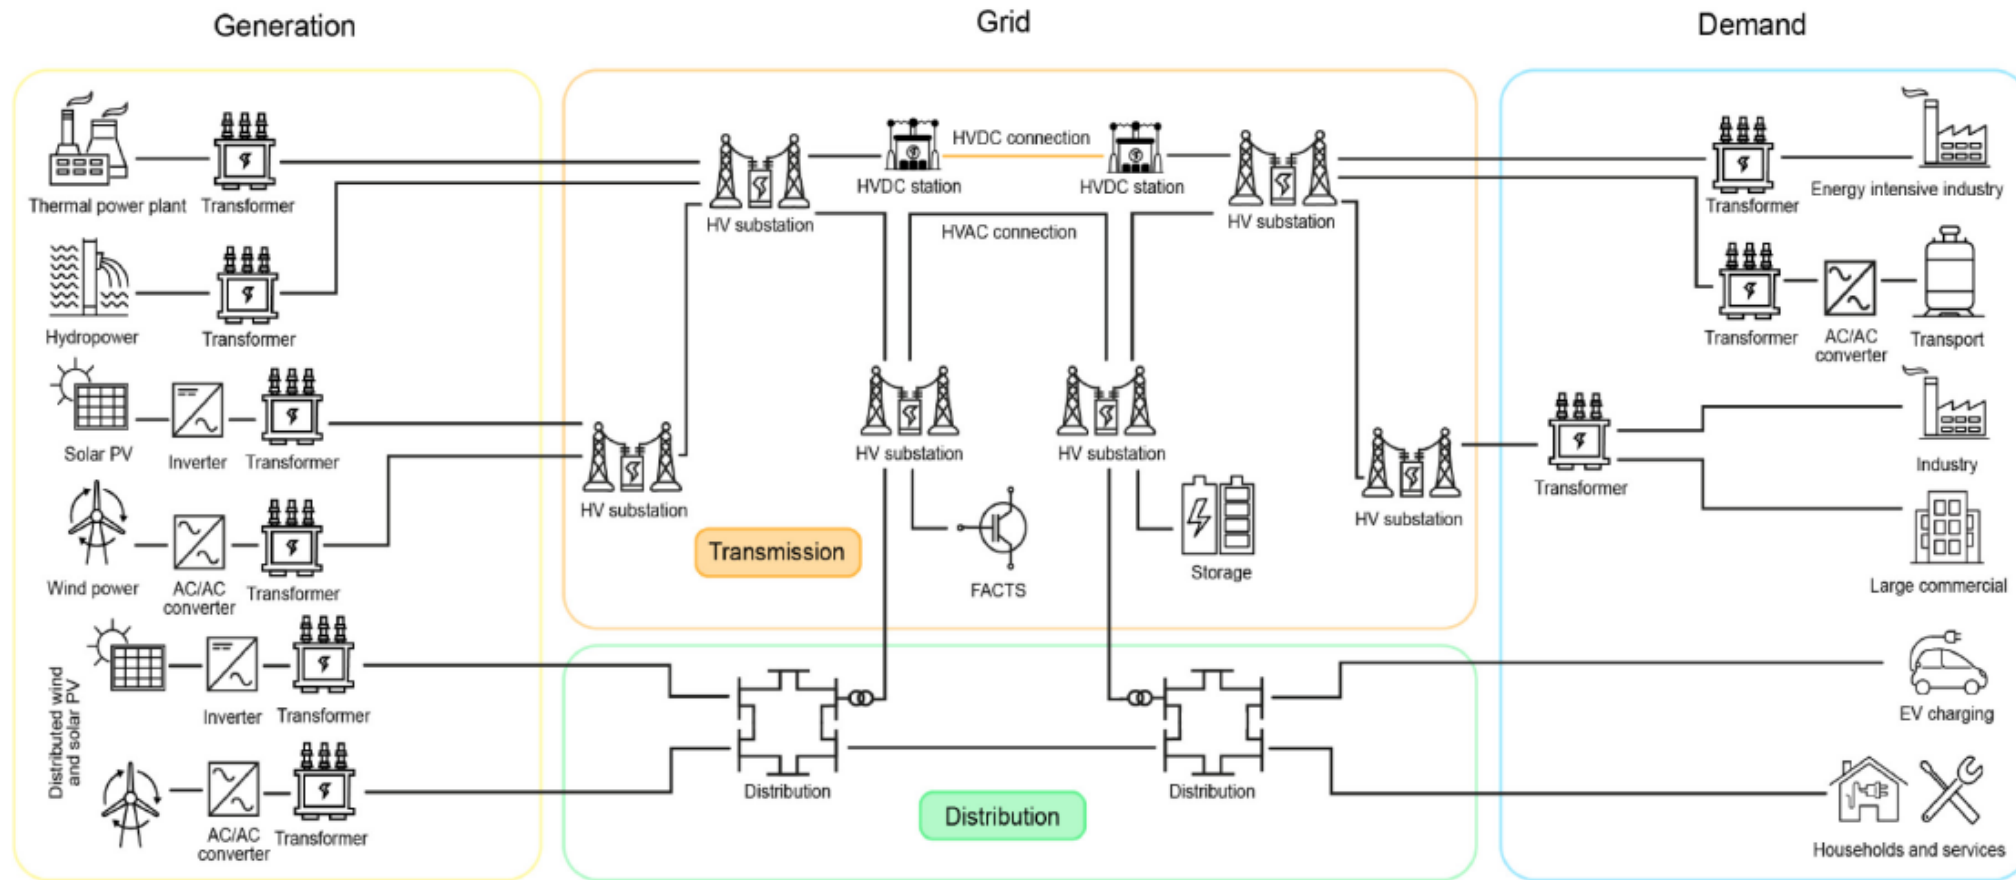 Generation
Grid
Demand
Thermal power plant
Transformer
Hydropower
Transformer
Solar PV
Inverter
Transformer
Wind power
AC/AC
converter
Transformer
Distributed wind
and solar PV
Inverter
Transformer
AC/AC
converter
Transformer
HV substation
HVDC station
HVDC connection
HVDC station
HV substation
HVAC connection
HV substation
HV substation
HV substation
HV substation
FACTS
Storage
Transmission
Distribution
Distribution
Distribution
Transformer
Energy intensive industry
Transformer
AC/AC
converter
Transport
Transformer
Industry
Large commercial
EV charging
Households and services